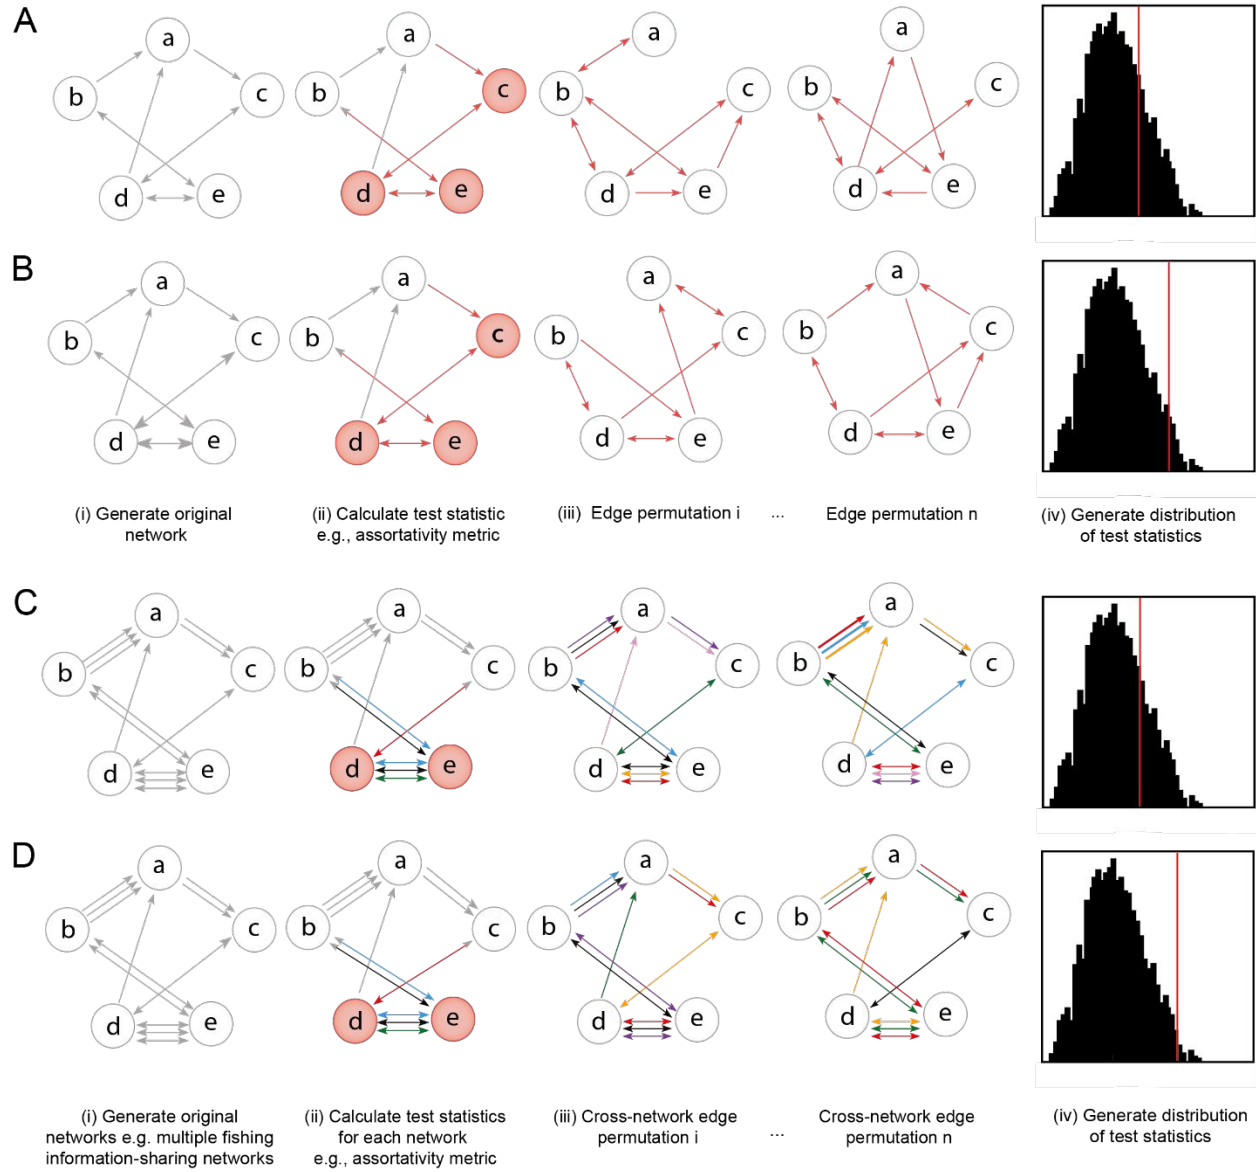 A
a
b
c
d
e
a
b
c
d
e
a
b
c
d
e
a
b
c
d
e
B
a
b
c
d
e
a
b
c
d
e
a
b
c
d
e
a
b
c
d
e
(i) Generate original
network
(ii) Calculate test statistic
e.g., assortativity metric
(iii) Edge permutation i
...
Edge permutation n
(iv) Generate distribution
of test statistics
C
a
b
c
d
e
a
b
c
d
e
a
b
c
d
e
a
b
c
d
e
D
a
b
c
d
e
a
b
c
d
e
a
b
c
d
e
a
b
c
d
e
(i) Generate original
networks e.g. multiple fishing
information-sharing networks
(ii) Calculate test statistics
for each network
e.g., assortativity metric
(iii) Cross-network edge
permutation i
...
Cross-network edge
permutation n
(iv) Generate distribution
of test statistics